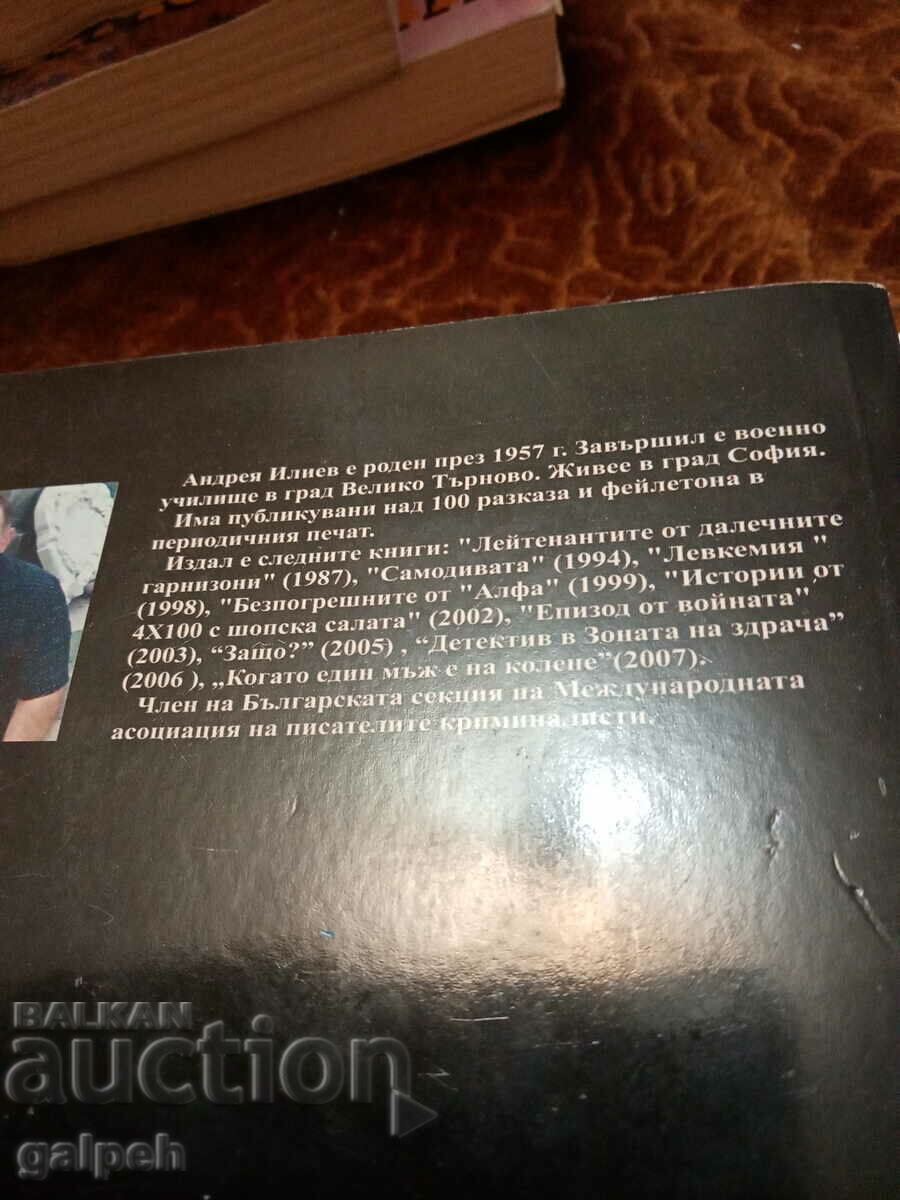 Андрея Илиев е роден през 1957 г. Завършил е военно
училище в град Велико Търново. Живее в град София.
Има публикувани над 100 разказа и фейлетона в
периодичния печат.
Издал е следните книги: "Лейтенантите от далечните
гарнизони" (1987), "Самодивата" (1994), "Левкемия "
(1998), "Безпогрешните от "Алфа" (1999), "Истории от
4X100 с шопска салата" (2002), "Епизод от войната",
(2003), “Защо?” (2005) , “Детектив в Зоната на здрача”
(2006 ), „Когато един мъж е на колене”(2007).
Член на Българската секция на Международната
асоциация на писателите криминалисти.
BALKAN
auction
galpeh